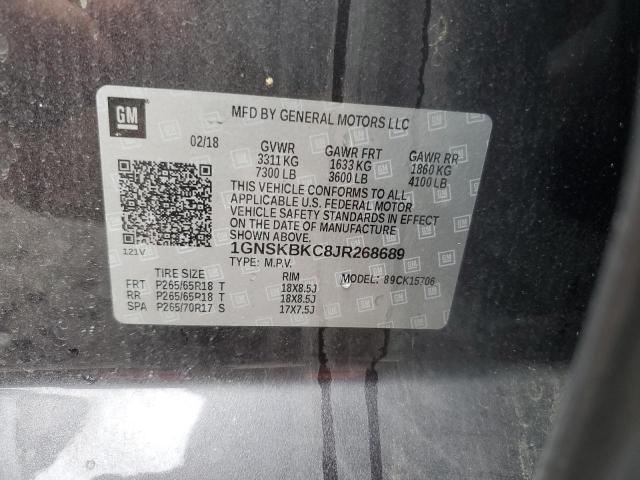 GM
MFD BY GENERAL MOTORS LLC
02/18 GVWR GAWR FRT GAWR RR
3311 KG 1633 KG 1860 KG
7300 LB 3600 LB 4100 LB
THIS VEHICLE CONFORMS TO ALL
APPLICABLE U.S. FEDERAL MOTOR
VEHICLE SAFETY STANDARDS IN EFFECT
ON THE DATE OF MANUFACTURE
SHOWN ABOVE.
121V 1GNSKBKC8JR268689
TYPE: M.P.V. MODEL: 89CK15706
TIRE SIZE RIM
FRT P265/65R18 T 18X8.5J
RR P265/65R18 T 18X8.5J
SPA P265/70R17 S 17X7.5J